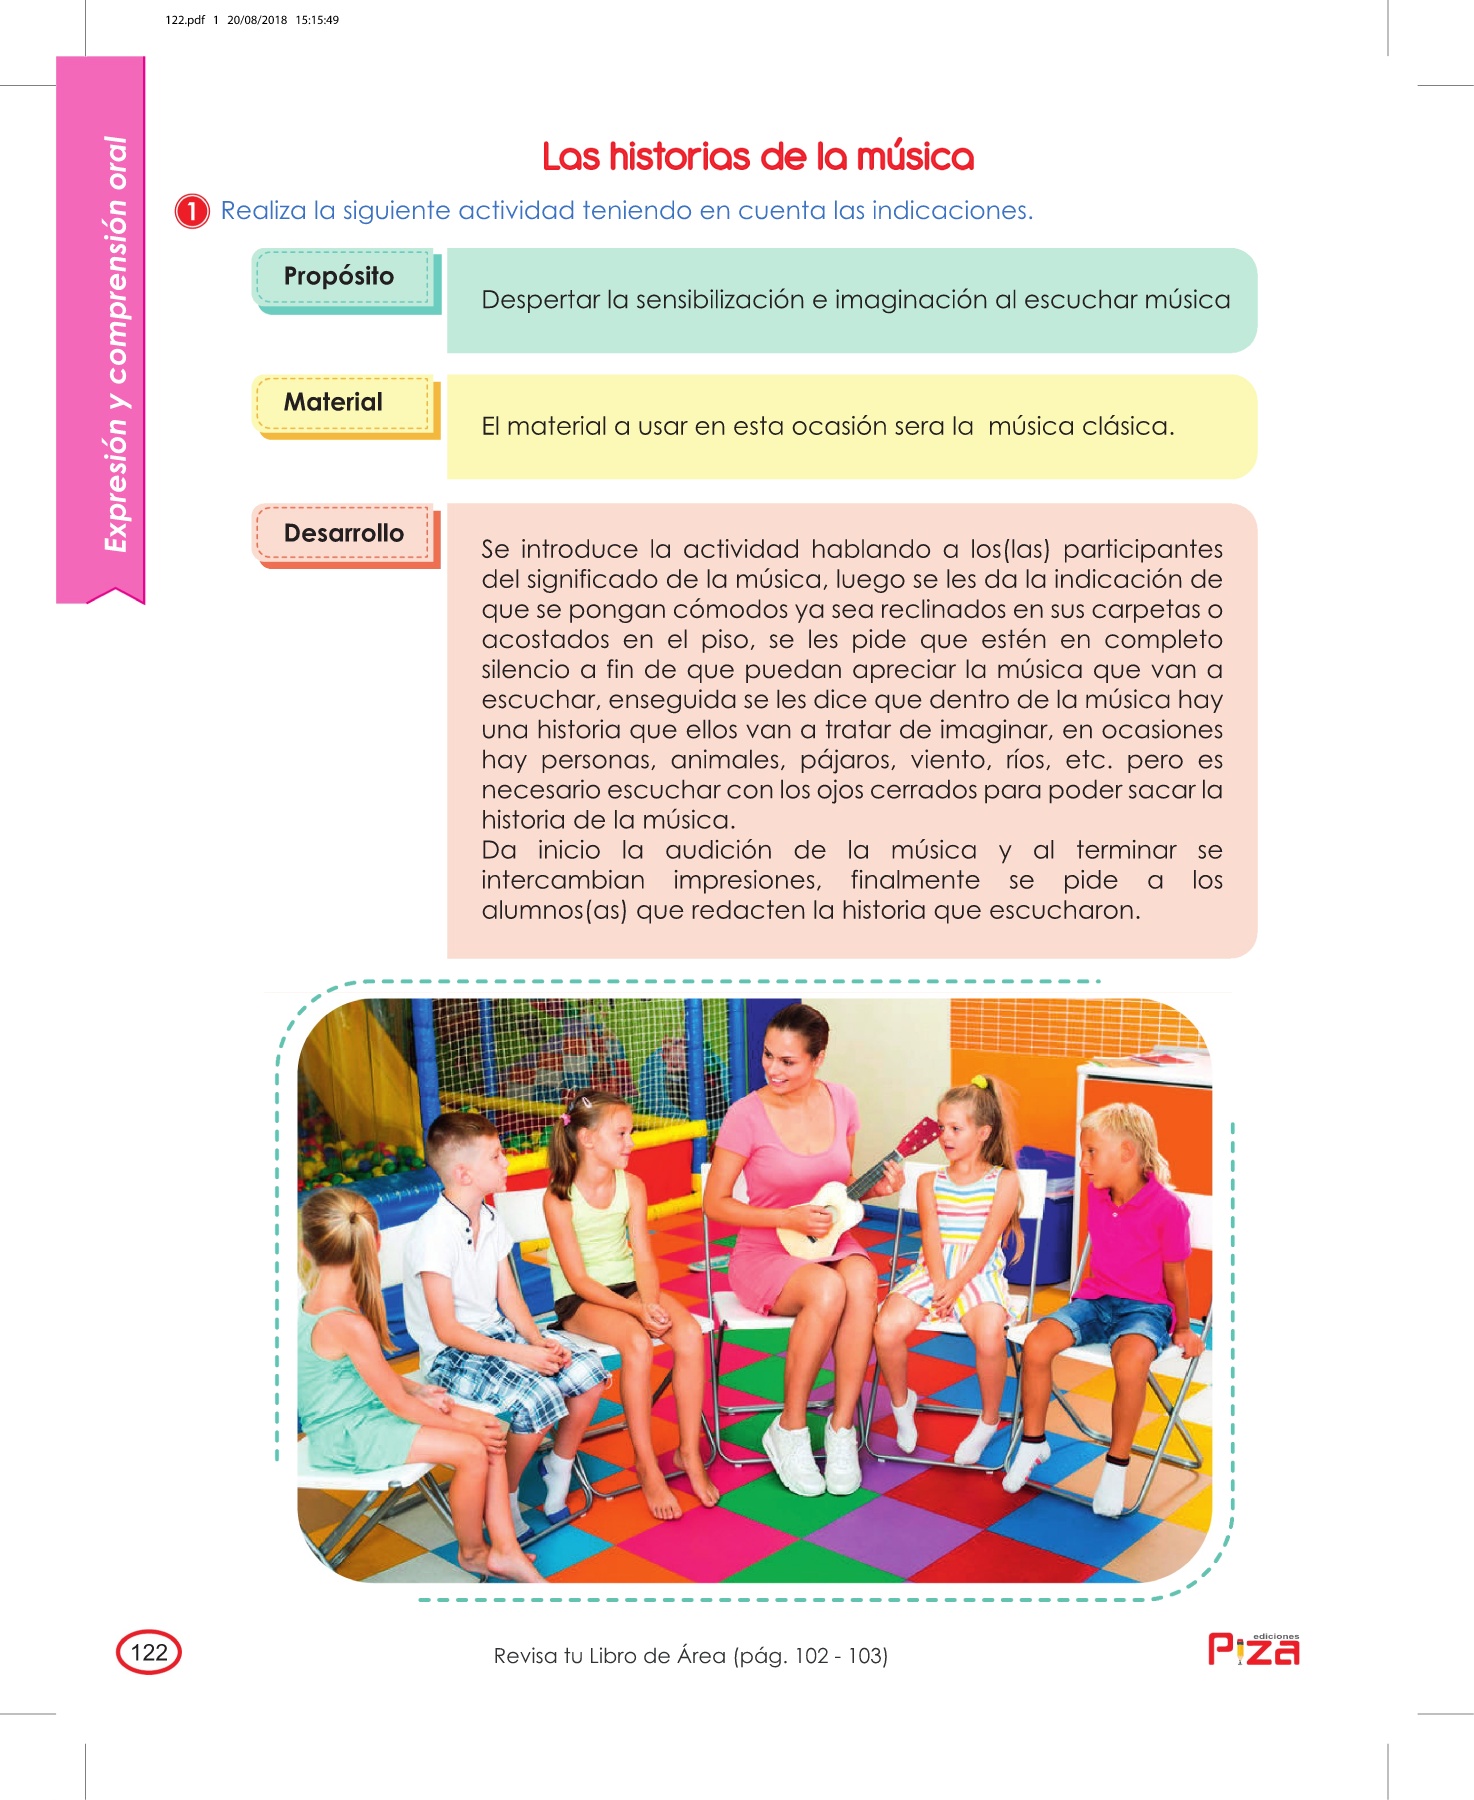 122.pdf 1 20/08/2018 15:15:49
Expresión y comprensión oral
Las historias de la música
1 Realiza la siguiente actividad teniendo en cuenta las indicaciones.
Propósito
Despertar la sensibilización e imaginación al escuchar música
Material
El material a usar en esta ocasión sera la música clásica.
Desarrollo
Se introduce la actividad hablando a los(las) participantes
del significado de la música, luego se les da la indicación de
que se pongan cómodos ya sea reclinados en sus carpetas o
acostados en el piso, se les pide que estén en completo
silencio a fin de que puedan apreciar la música que van a
escuchar, enseguida se les dice que dentro de la música hay
una historia que ellos van a tratar de imaginar, en ocasiones
hay personas, animales, pájaros, viento, ríos, etc. pero es
necesario escuchar con los ojos cerrados para poder sacar la
historia de la música.
Da inicio la audición de la música y al terminar se
intercambian impresiones, finalmente se pide a los
alumnos(as) que redacten la historia que escucharon.
122
Revisa tu Libro de Área (pág. 102 - 103)
ediciones
Piza